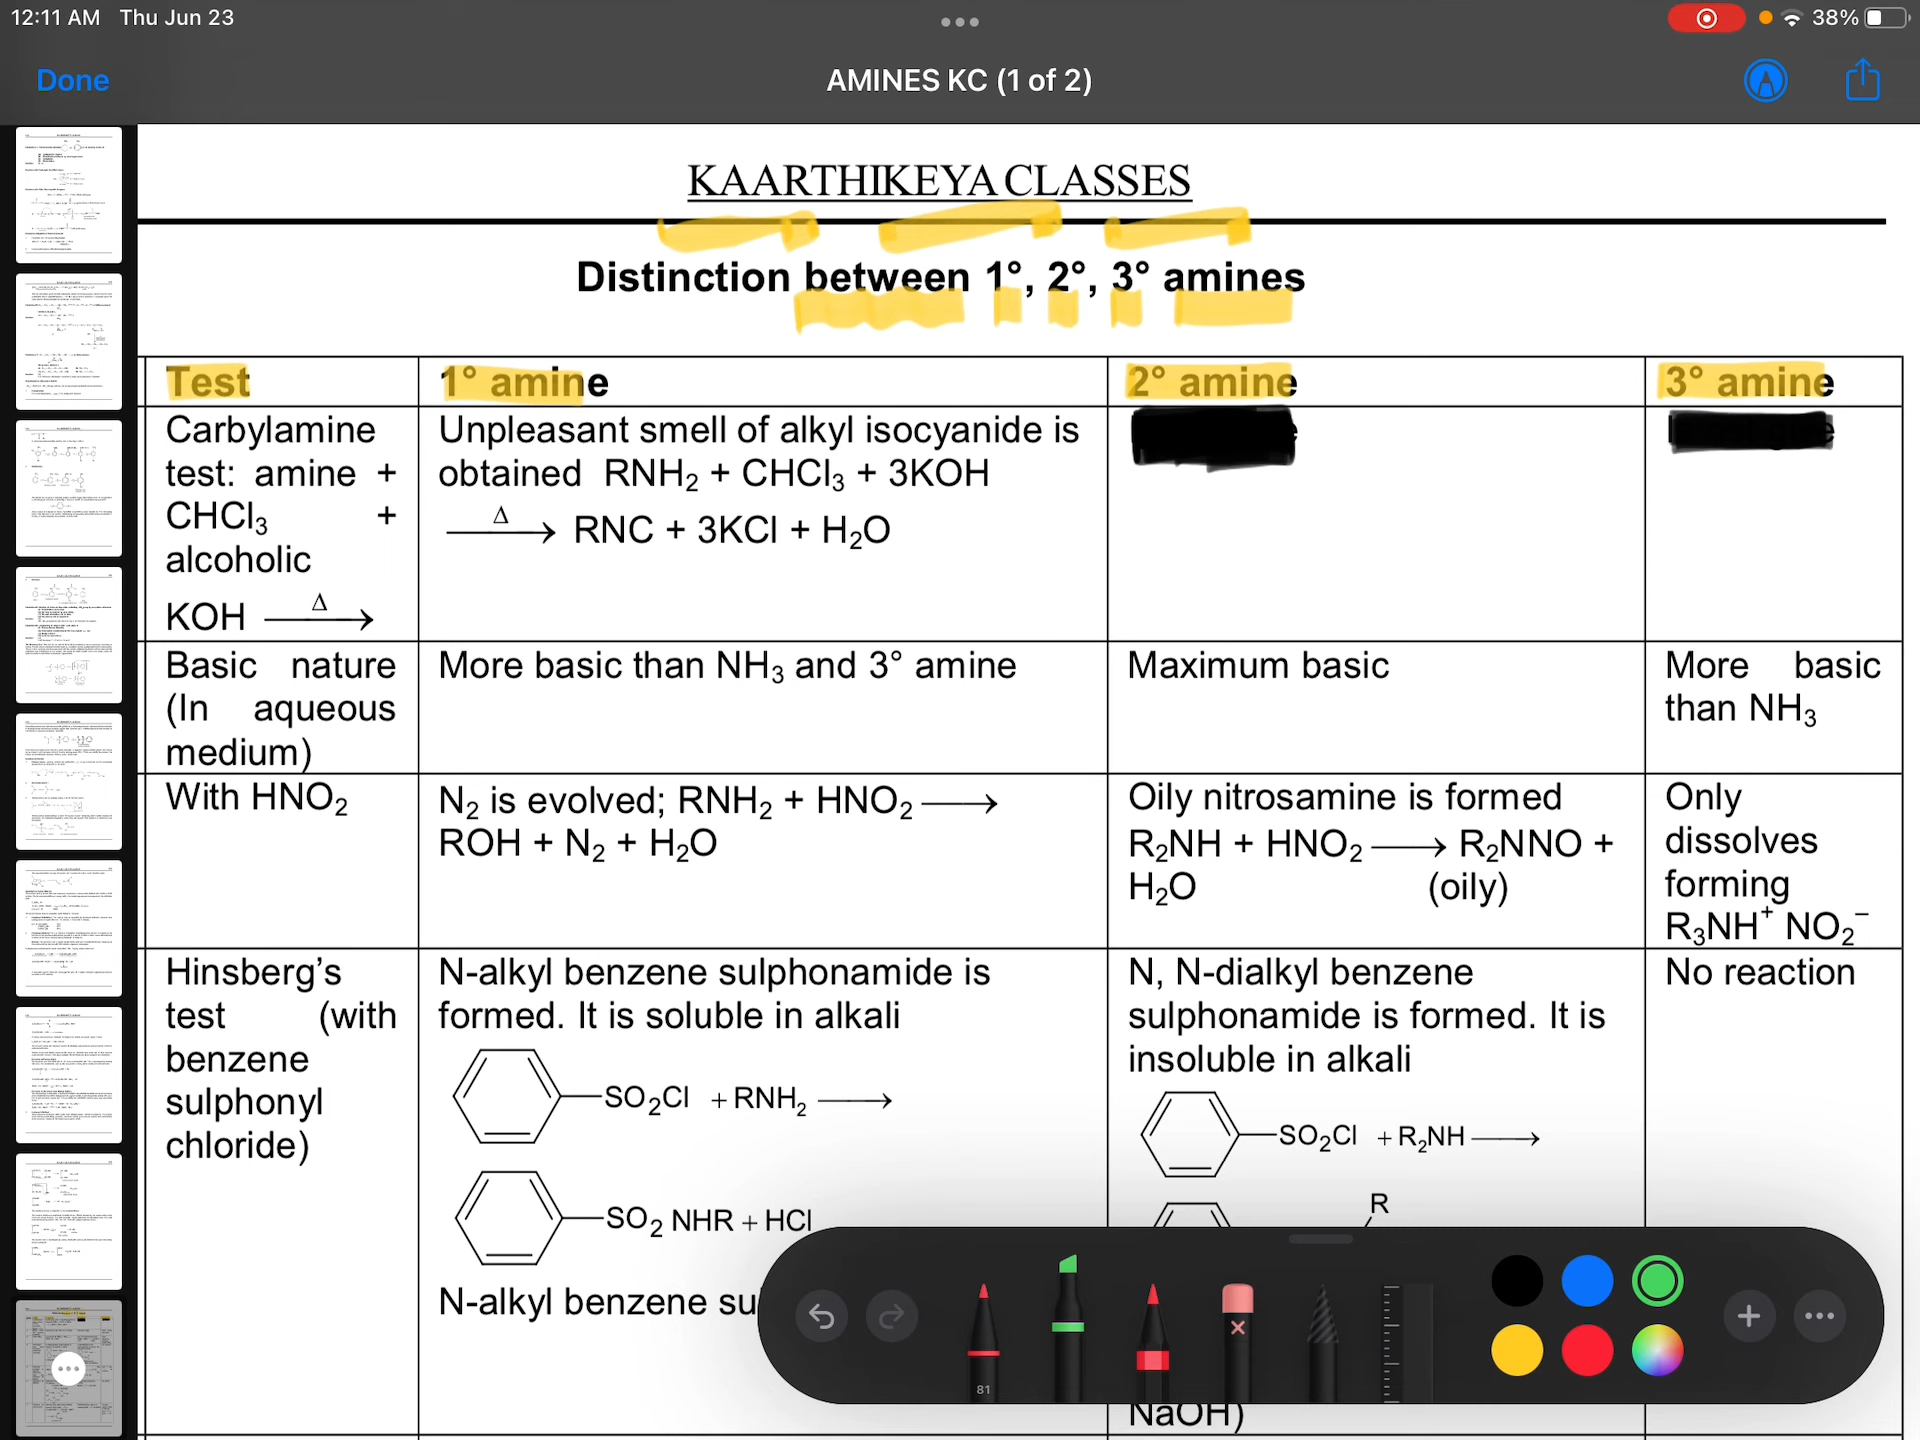 12:11 AM Thu Jun 23
38%
Done
AMINES KC (1 of 2)
KAARTHIKEYA CLASSES
Distinction between 1°, 2°, 3° amines
Test
1° amine
2° amine
3° amine
Carbylamine
test: amine +
CHCl₃ +
alcoholic
KOH —Δ→
Unpleasant smell of alkyl isocyanide is
obtained RNH₂ + CHCl₃ + 3KOH
—Δ→ RNC + 3KCl + H₂O
Basic nature
(In aqueous
medium)
More basic than NH₃ and 3° amine
Maximum basic
More basic
than NH₃
With HNO₂
N₂ is evolved; RNH₂ + HNO₂ ⟶
ROH + N₂ + H₂O
Oily nitrosamine is formed
R₂NH + HNO₂ ⟶ R₂NNO +
H₂O (oily)
Only
dissolves
forming
R₃NH⁺ NO₂⁻
Hinsberg’s
test (with
benzene
sulphonyl
chloride)
N-alkyl benzene sulphonamide is
formed. It is soluble in alkali
SO₂Cl + RNH₂ ⟶
SO₂ NHR + HCl
N-alkyl benzene su
N, N-dialkyl benzene
sulphonamide is formed. It is
insoluble in alkali
SO₂Cl + R₂NH ⟶
R
NaOH)
No reaction
81